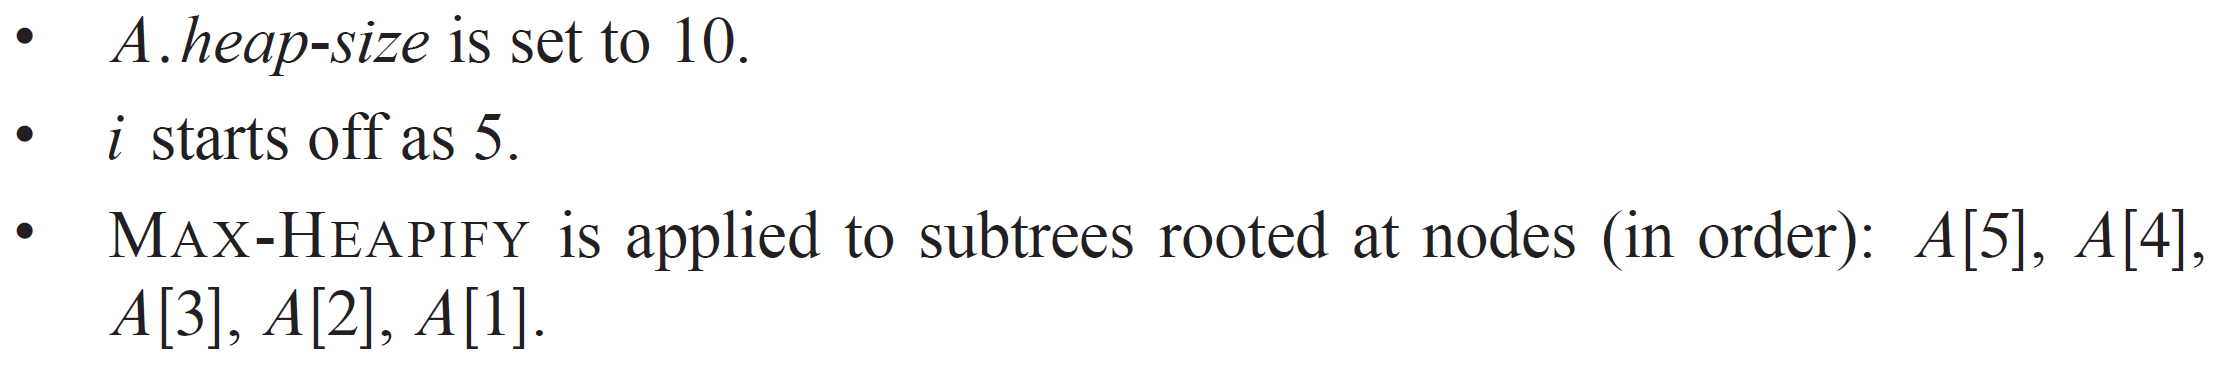 • A.heap-size is set to 10.
• i starts off as 5.
• MAX-HEAPIFY is applied to subtrees rooted at nodes (in order): A[5], A[4],
A[3], A[2], A[1].